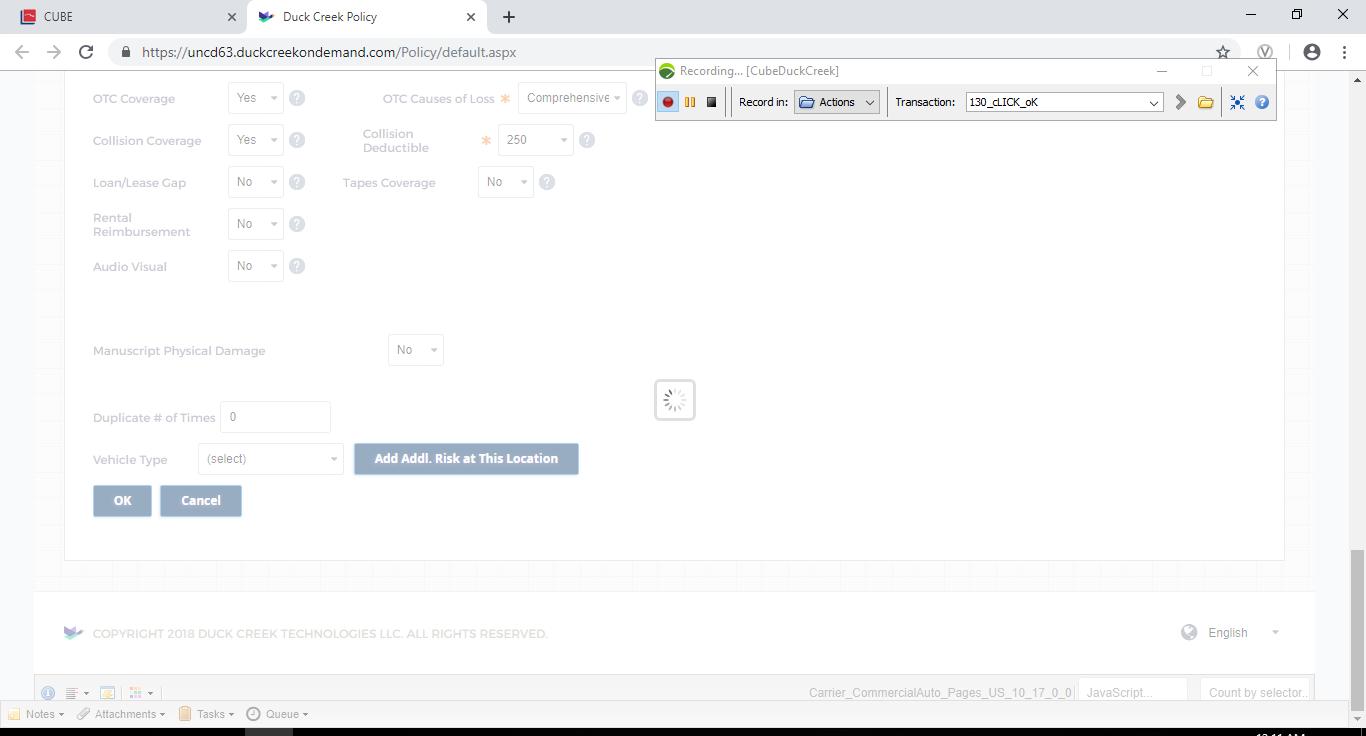 CUBE
Duck Creek Policy
https://uncd63.duckcreekondemand.com/Policy/default.aspx
Recording... [CubeDuckCreek]
Record in: Actions Transaction: 130_cLICK_oK
OTC Coverage Yes ? OTC Causes of Loss * Comprehensive ?
Collision Coverage Yes ? Collision Deductible * 250 ?
Loan/Lease Gap No ? Tapes Coverage No ?
Rental Reimbursement No ?
Audio Visual No ?
Manuscript Physical Damage No
Duplicate # of Times 0
Vehicle Type (select) Add Addl. Risk at This Location
OK Cancel
COPYRIGHT 2018 DUCK CREEK TECHNOLOGIES LLC. ALL RIGHTS RESERVED.
English
Carrier_CommercialAuto_Pages_US_10_17_0_0 JavaScript... Count by selector..
Notes Attachments Tasks Queue